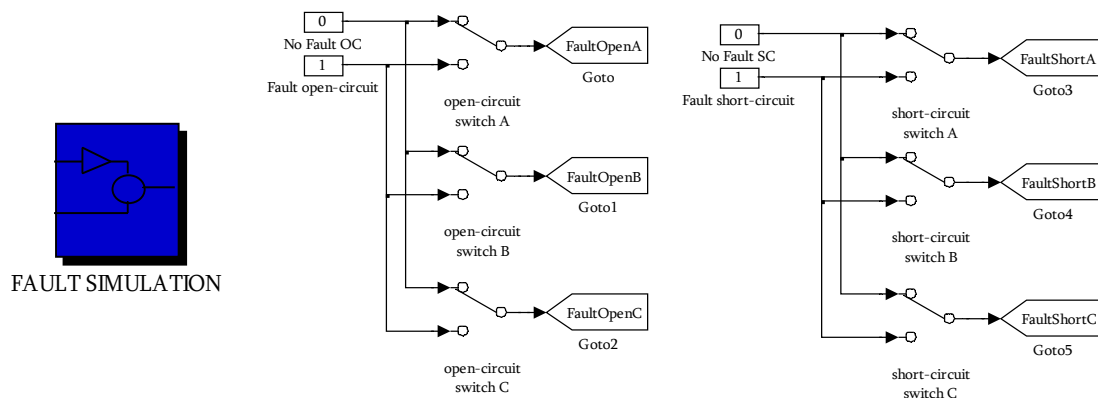 FAULT SIMULATION
0
No Fault OC
1
Fault open-circuit
FaultOpenA
Goto
open-circuit
switch A
FaultOpenB
Goto1
open-circuit
switch B
FaultOpenC
Goto2
open-circuit
switch C
0
No Fault SC
1
Fault short-circuit
FaultShortA
Goto3
short-circuit
switch A
FaultShortB
Goto4
short-circuit
switch B
FaultShortC
Goto5
short-circuit
switch C